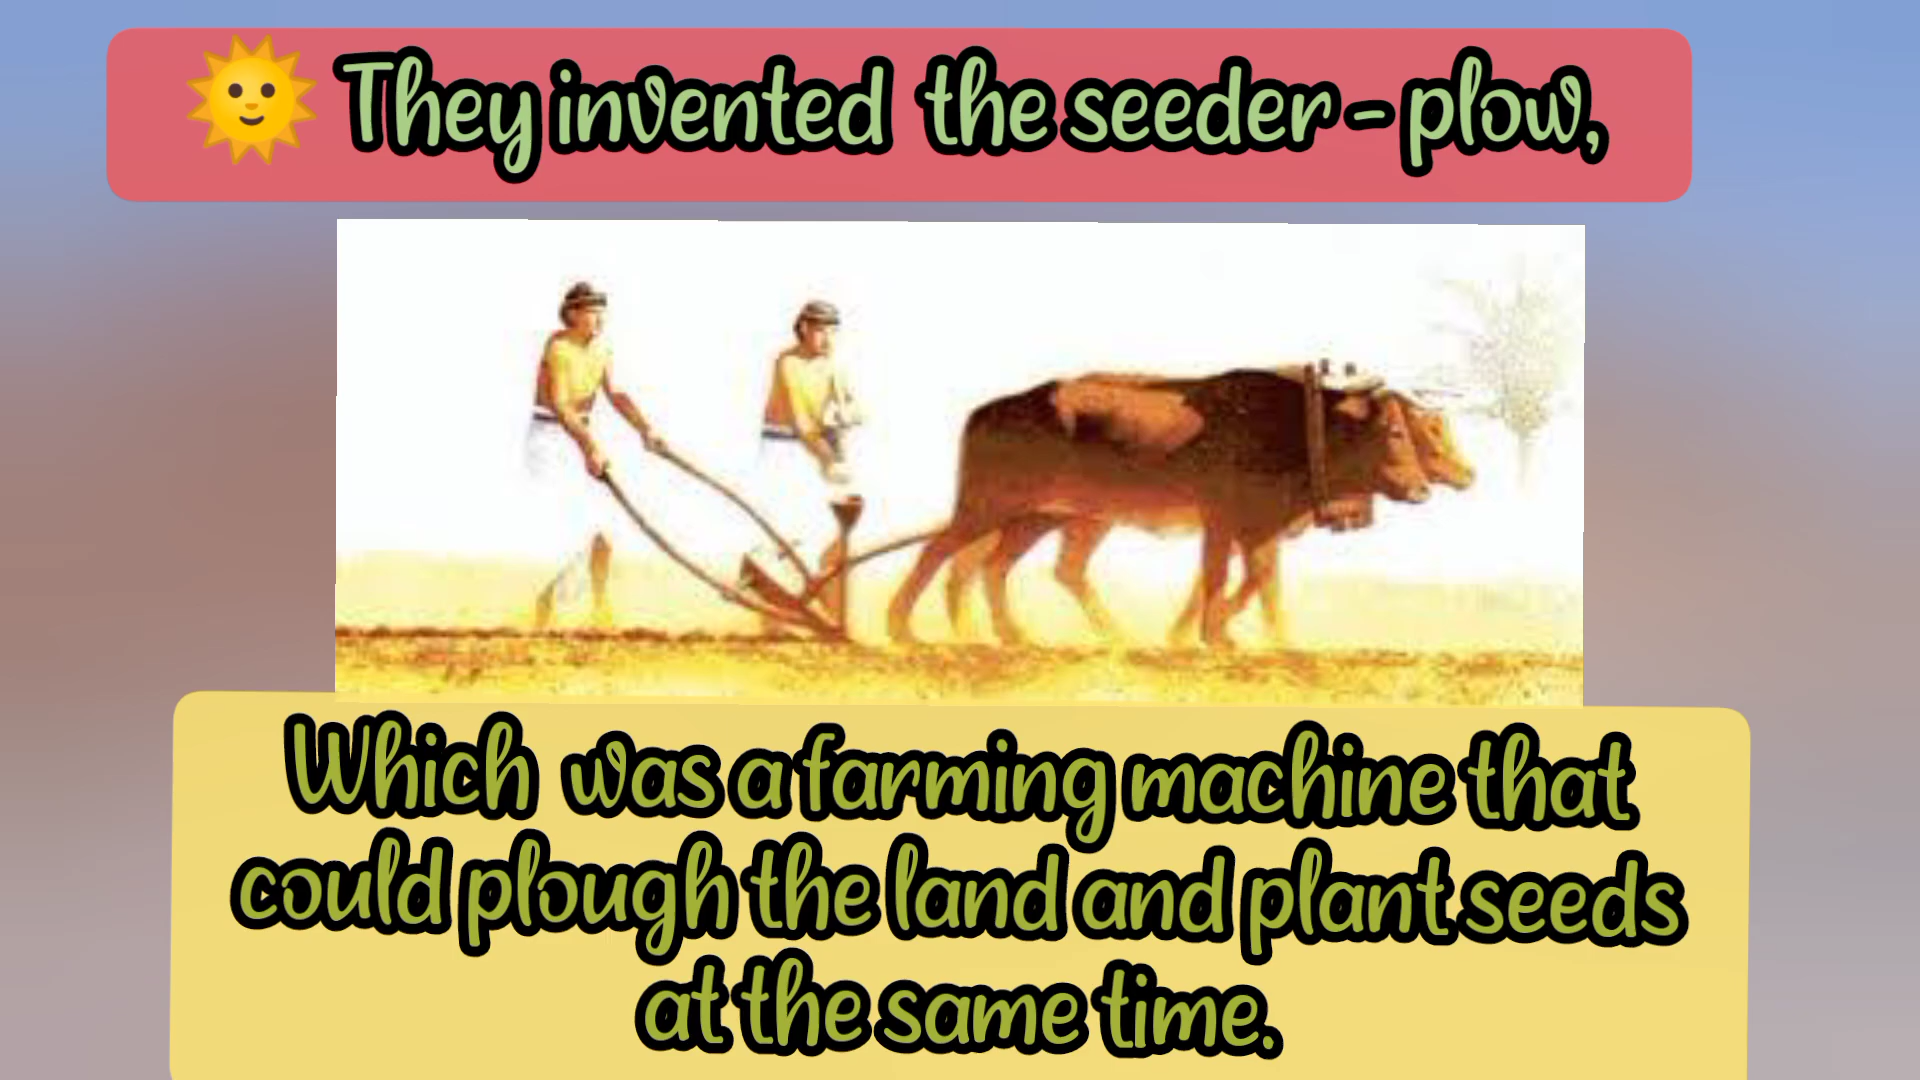 They invented the seeder - plow,
Which was a farming machine that
could plough the land and plant seeds
at the same time.